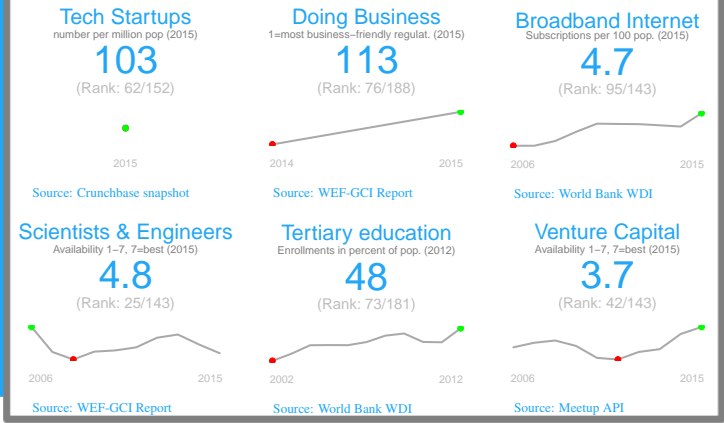 Tech Startups
number per million pop (2015)
103
(Rank: 62/152)
2015
Source: Crunchbase snapshot
Doing Business
1=most business−friendly regulat. (2015)
113
(Rank: 76/188)
2014 2015
Source: WEF-GCI Report
Broadband Internet
Subscriptions per 100 pop. (2015)
4.7
(Rank: 95/143)
2006 2015
Source: World Bank WDI
Scientists & Engineers
Availability 1−7, 7=best (2015)
4.8
(Rank: 25/143)
2006 2015
Source: WEF-GCI Report
Tertiary education
Enrollments in percent of pop. (2012)
48
(Rank: 73/181)
2002 2012
Source: World Bank WDI
Venture Capital
Availability 1−7, 7=best (2015)
3.7
(Rank: 42/143)
2006 2015
Source: Meetup API